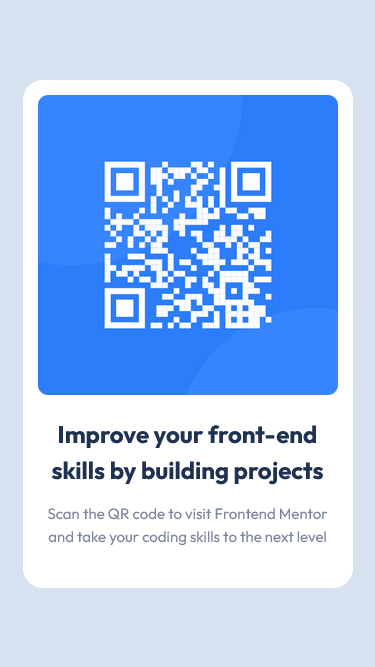 Improve your front-end
skills by building projects
Scan the QR code to visit Frontend Mentor
and take your coding skills to the next level